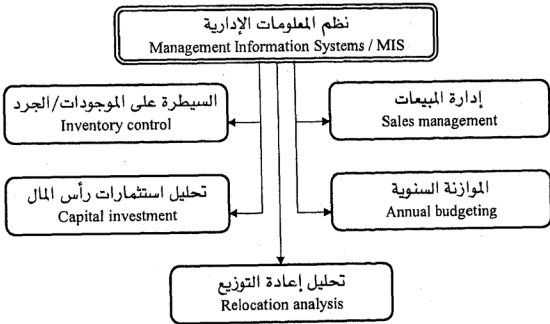 نظم المعلومات الإدارية
Management Information Systems / MIS
إدارة المبيعات
Sales management
السيطرة على الموجودات/الجرد
Inventory control
الموازنة السنوية
Annual budgeting
تحليل استثمارات رأس المال
Capital investment
تحليل إعادة التوزيع
Relocation analysis